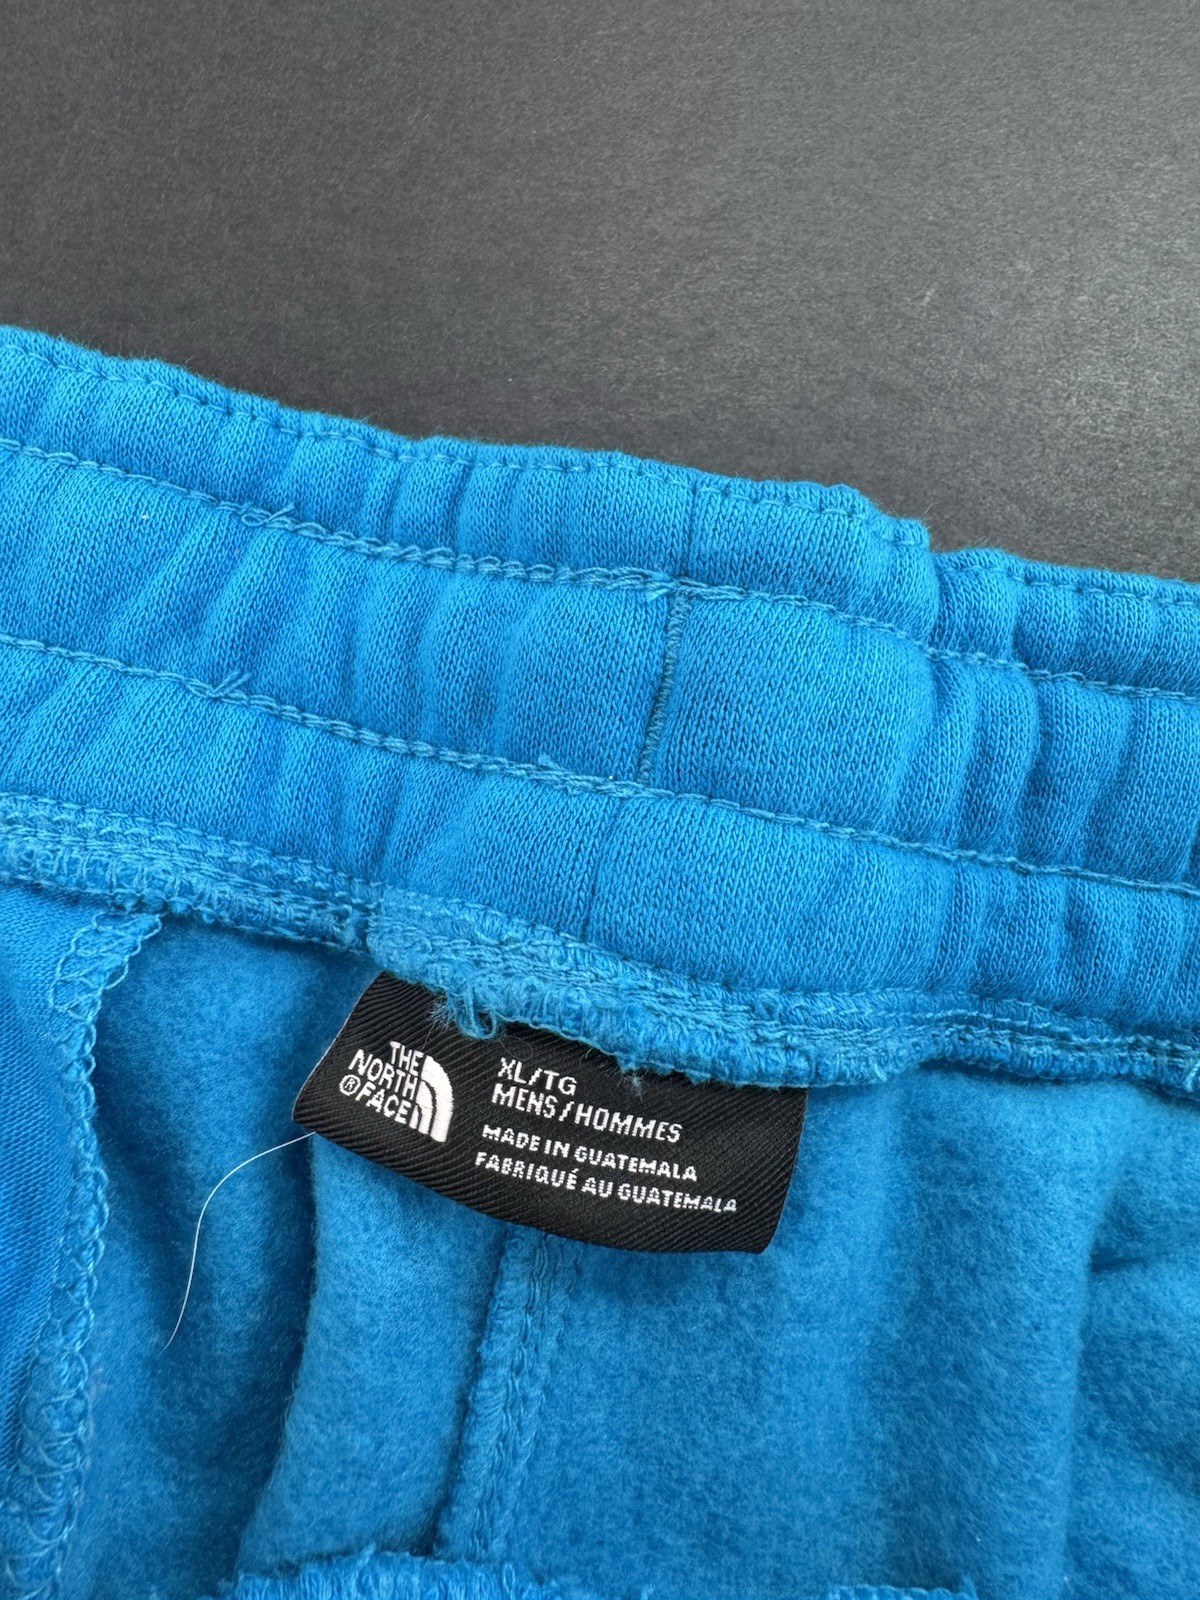 THE
NORTH
FACE
®
XL/TG
MENS/HOMMES
MADE IN GUATEMALA
FABRIQUÉ AU GUATEMALA